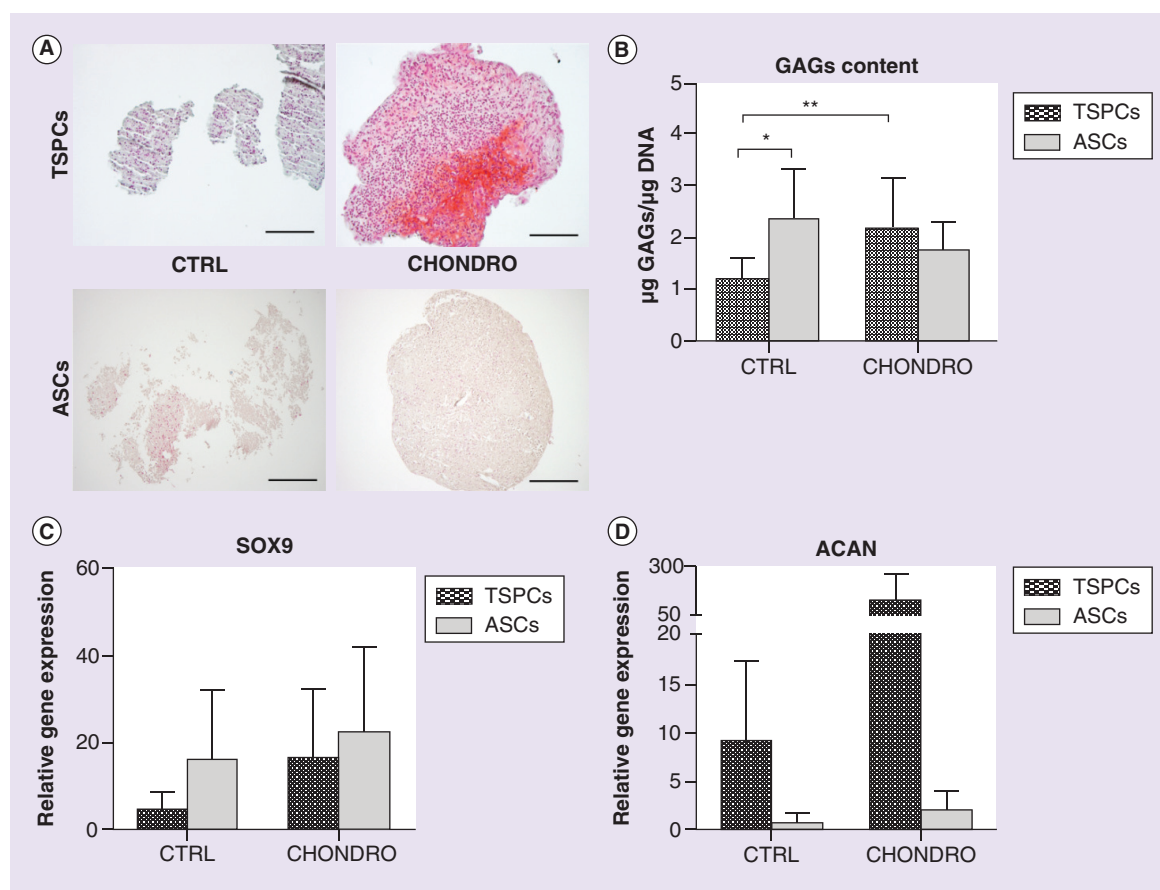 A
TSPCs
CTRL
CHONDRO
ASCs
B
GAGs content
µg GAGs/µg DNA
5
4
3
2
1
0
**
*
CTRL
CHONDRO
TSPCs
ASCs
C
SOX9
Relative gene expression
60
40
20
0
CTRL
CHONDRO
TSPCs
ASCs
D
ACAN
Relative gene expression
300
50
20
15
10
5
0
CTRL
CHONDRO
TSPCs
ASCs